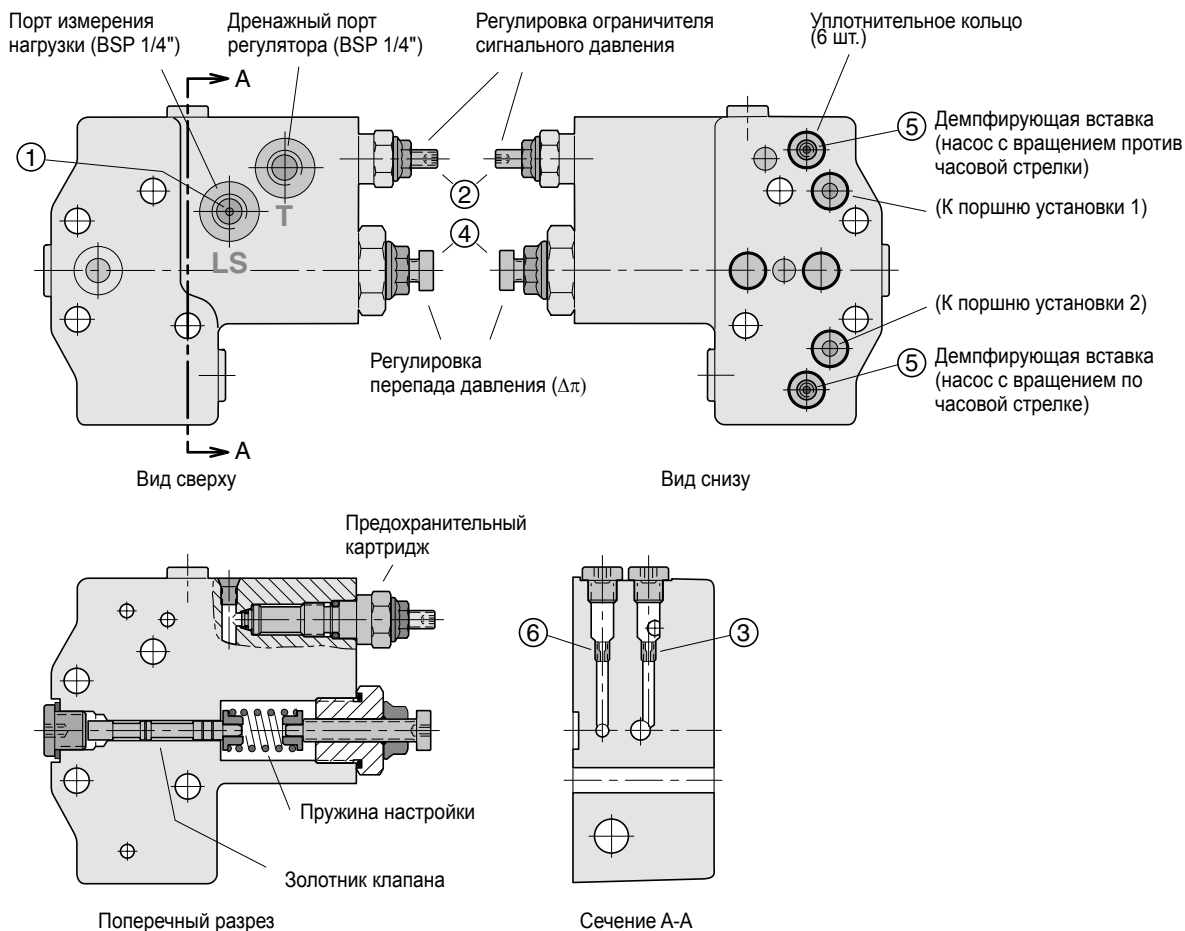 Порт измерения
нагрузки (BSP 1/4")
Дренажный порт
регулятора (BSP 1/4")
Регулировка ограничителя
сигнального давления
Уплотнительное кольцо
(6 шт.)
A
1
T
LS
2
4
5
Демпфирующая вставка
(насос с вращением против
часовой стрелки)
(К поршню установки 1)
(К поршню установки 2)
5
Демпфирующая вставка
(насос с вращением по
часовой стрелке)
Регулировка
перепада давления (Δπ)
A
Вид сверху
Вид снизу
Предохранительный
картридж
6
3
Пружина настройки
Золотник клапана
Поперечный разрез
Сечение А-А